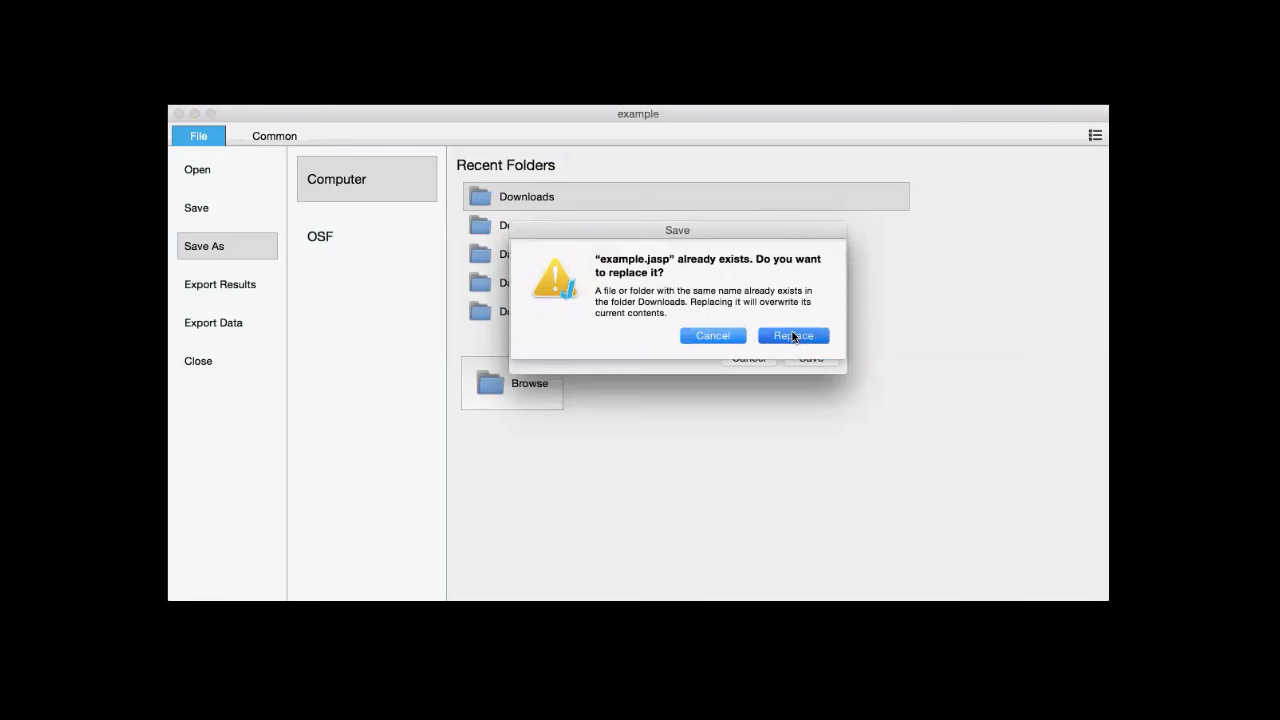 example
File
Common
Open
Save
Save As
Export Results
Export Data
Close
Computer
OSF
Recent Folders
Downloads
Save
“example.jasp” already exists. Do you want
to replace it?
A file or folder with the same name already exists in
the folder Downloads. Replacing it will overwrite its
current contents.
Cancel
Replace
Cancel
Save
Browse